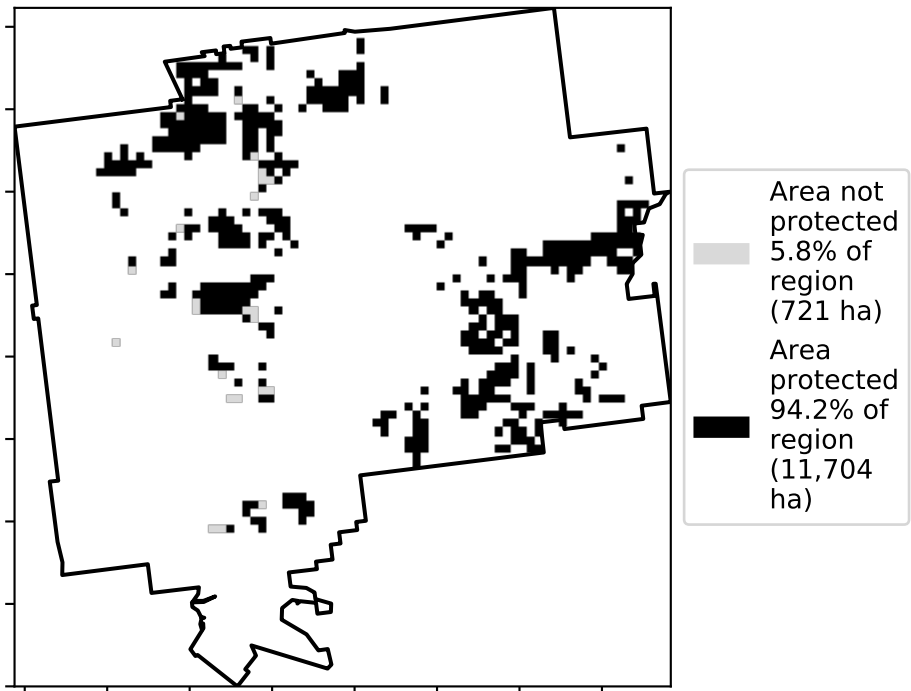 Area not
protected
5.8% of
region
(721 ha)
Area
protected
94.2% of
region
(11,704
ha)